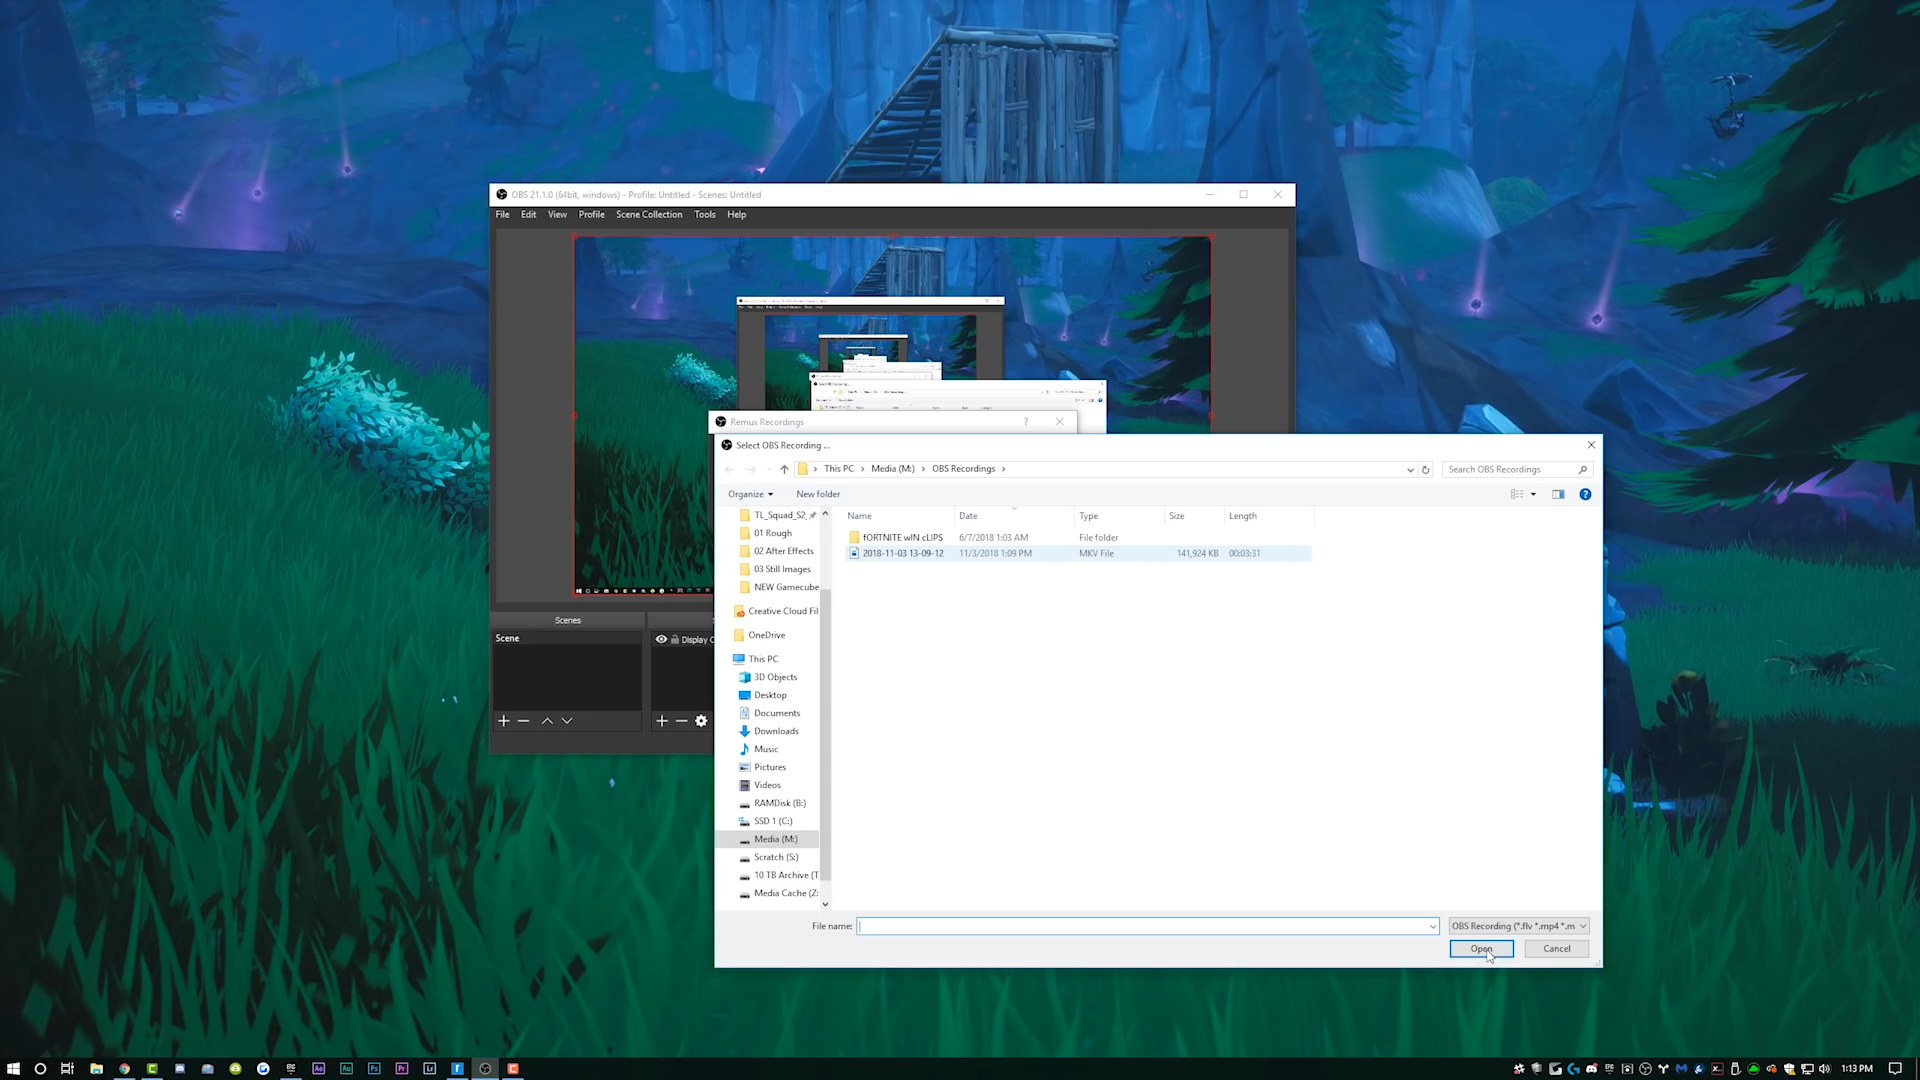 OBS 21.1.0 (64bit, windows) - Profile: Untitled - Scenes: Untitled
File Edit View Profile Scene Collection Tools Help
Remux Recordings ?
Select OBS Recording ...
This PC Media (M:) OBS Recordings
Search OBS Recordings
Organize New folder
?
Name Date Type Size Length
fORTNITE wIN cLIPS 6/7/2018 1:03 AM File folder
2018-11-03 13-09-12 11/3/2018 1:09 PM MKV File 141,924 KB 00:03:31
TL_Squad_S2_
01 Rough
02 After Effects
03 Still Images
NEW Gamecube
Creative Cloud Fil
OneDrive
This PC
3D Objects
Desktop
Documents
Downloads
Music
Pictures
Videos
RAMDisk (B:)
SSD 1 (C:)
Media (M:)
Scratch (S:)
10 TB Archive (T
Media Cache (Z:
Scenes
Scene
Display C
File name:
OBS Recording (*.flv *.mp4 *.m
Open Cancel
Ae Au Ps Pr Lr
1:13 PM